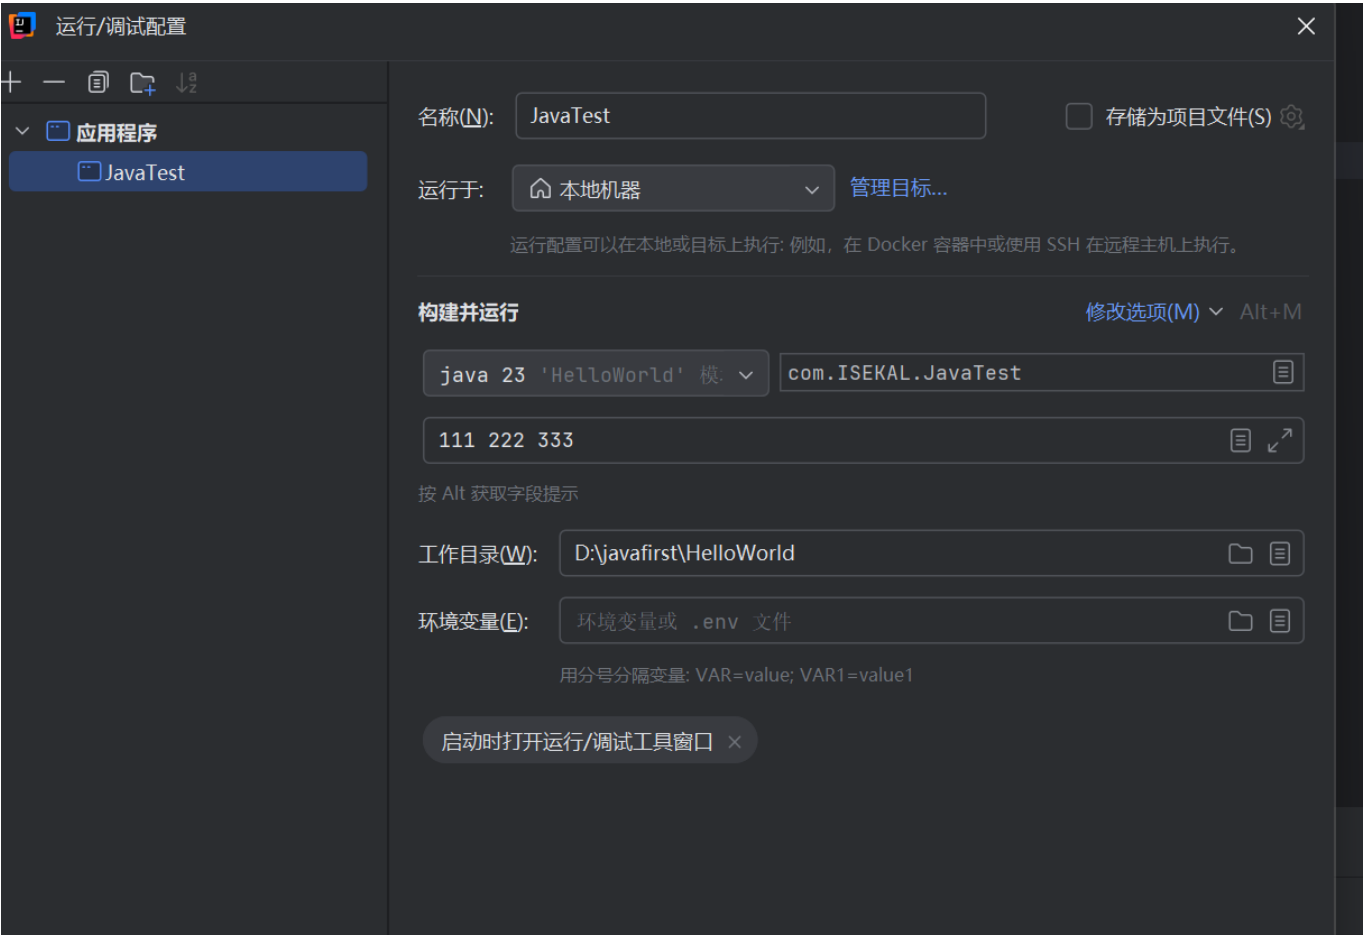 运行/调试配置
应用程序
JavaTest
名称(N): JavaTest 存储为项目文件(S)
运行于: 本地机器 管理目标...
运行配置可以在本地或目标上执行: 例如，在 Docker 容器中或使用 SSH 在远程主机上执行。
构建并运行 修改选项(M) Alt+M
java 23 'HelloWorld' 模 com.ISEKAL.JavaTest
111 222 333
按 Alt 获取字段提示
工作目录(W): D:\javafirst\HelloWorld
环境变量(E): 环境变量或 .env 文件
用分号分隔变量: VAR=value; VAR1=value1
启动时打开运行/调试工具窗口